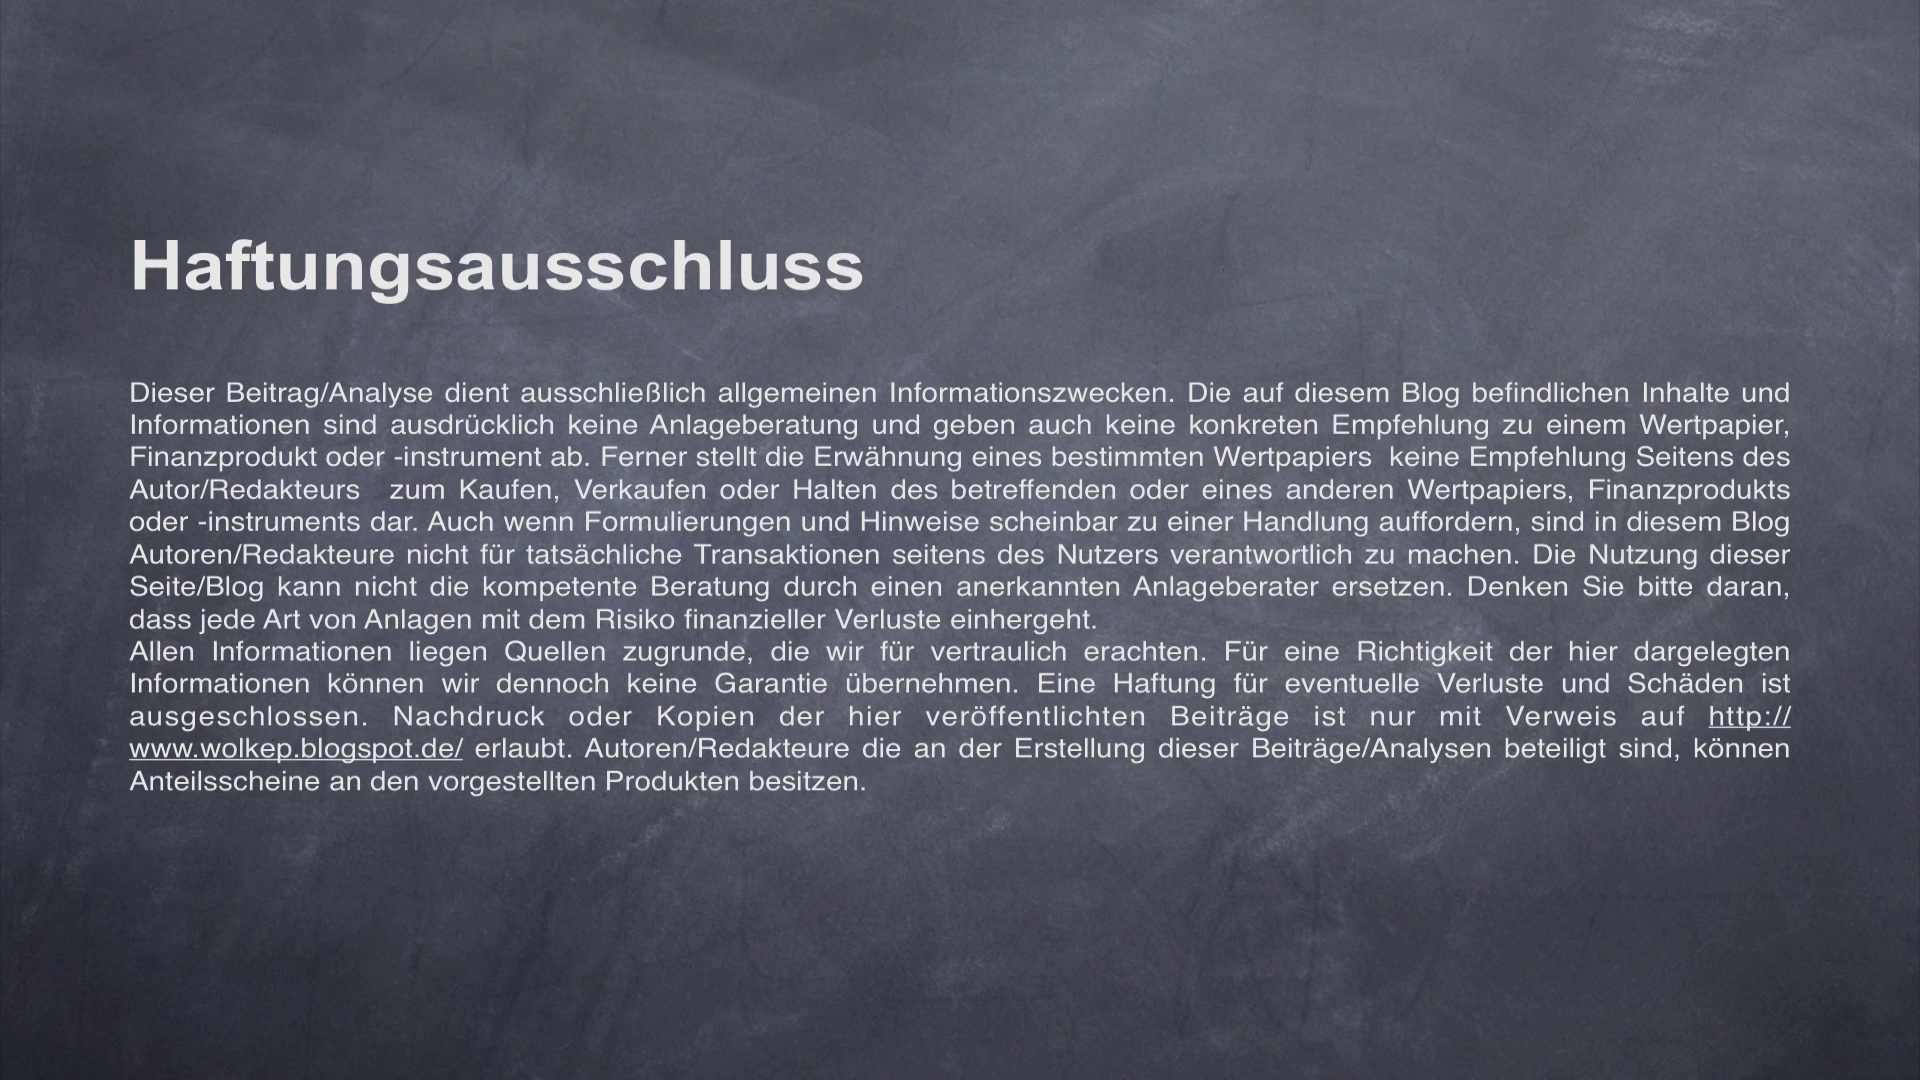 Haftungsausschluss
Dieser Beitrag/Analyse dient ausschließlich allgemeinen Informationszwecken. Die auf diesem Blog befindlichen Inhalte und
Informationen sind ausdrücklich keine Anlageberatung und geben auch keine konkreten Empfehlung zu einem Wertpapier,
Finanzprodukt oder -instrument ab. Ferner stellt die Erwähnung eines bestimmten Wertpapiers keine Empfehlung Seitens des
Autor/Redakteurs zum Kaufen, Verkaufen oder Halten des betreffenden oder eines anderen Wertpapiers, Finanzprodukts
oder -instruments dar. Auch wenn Formulierungen und Hinweise scheinbar zu einer Handlung auffordern, sind in diesem Blog
Autoren/Redakteure nicht für tatsächliche Transaktionen seitens des Nutzers verantwortlich zu machen. Die Nutzung dieser
Seite/Blog kann nicht die kompetente Beratung durch einen anerkannten Anlageberater ersetzen. Denken Sie bitte daran,
dass jede Art von Anlagen mit dem Risiko finanzieller Verluste einhergeht.
Allen Informationen liegen Quellen zugrunde, die wir für vertraulich erachten. Für eine Richtigkeit der hier dargelegten
Informationen können wir dennoch keine Garantie übernehmen. Eine Haftung für eventuelle Verluste und Schäden ist
ausgeschlossen. Nachdruck oder Kopien der hier veröffentlichten Beiträge ist nur mit Verweis auf http://
www.wolkep.blogspot.de/ erlaubt. Autoren/Redakteure die an der Erstellung dieser Beiträge/Analysen beteiligt sind, können
Anteilsscheine an den vorgestellten Produkten besitzen.